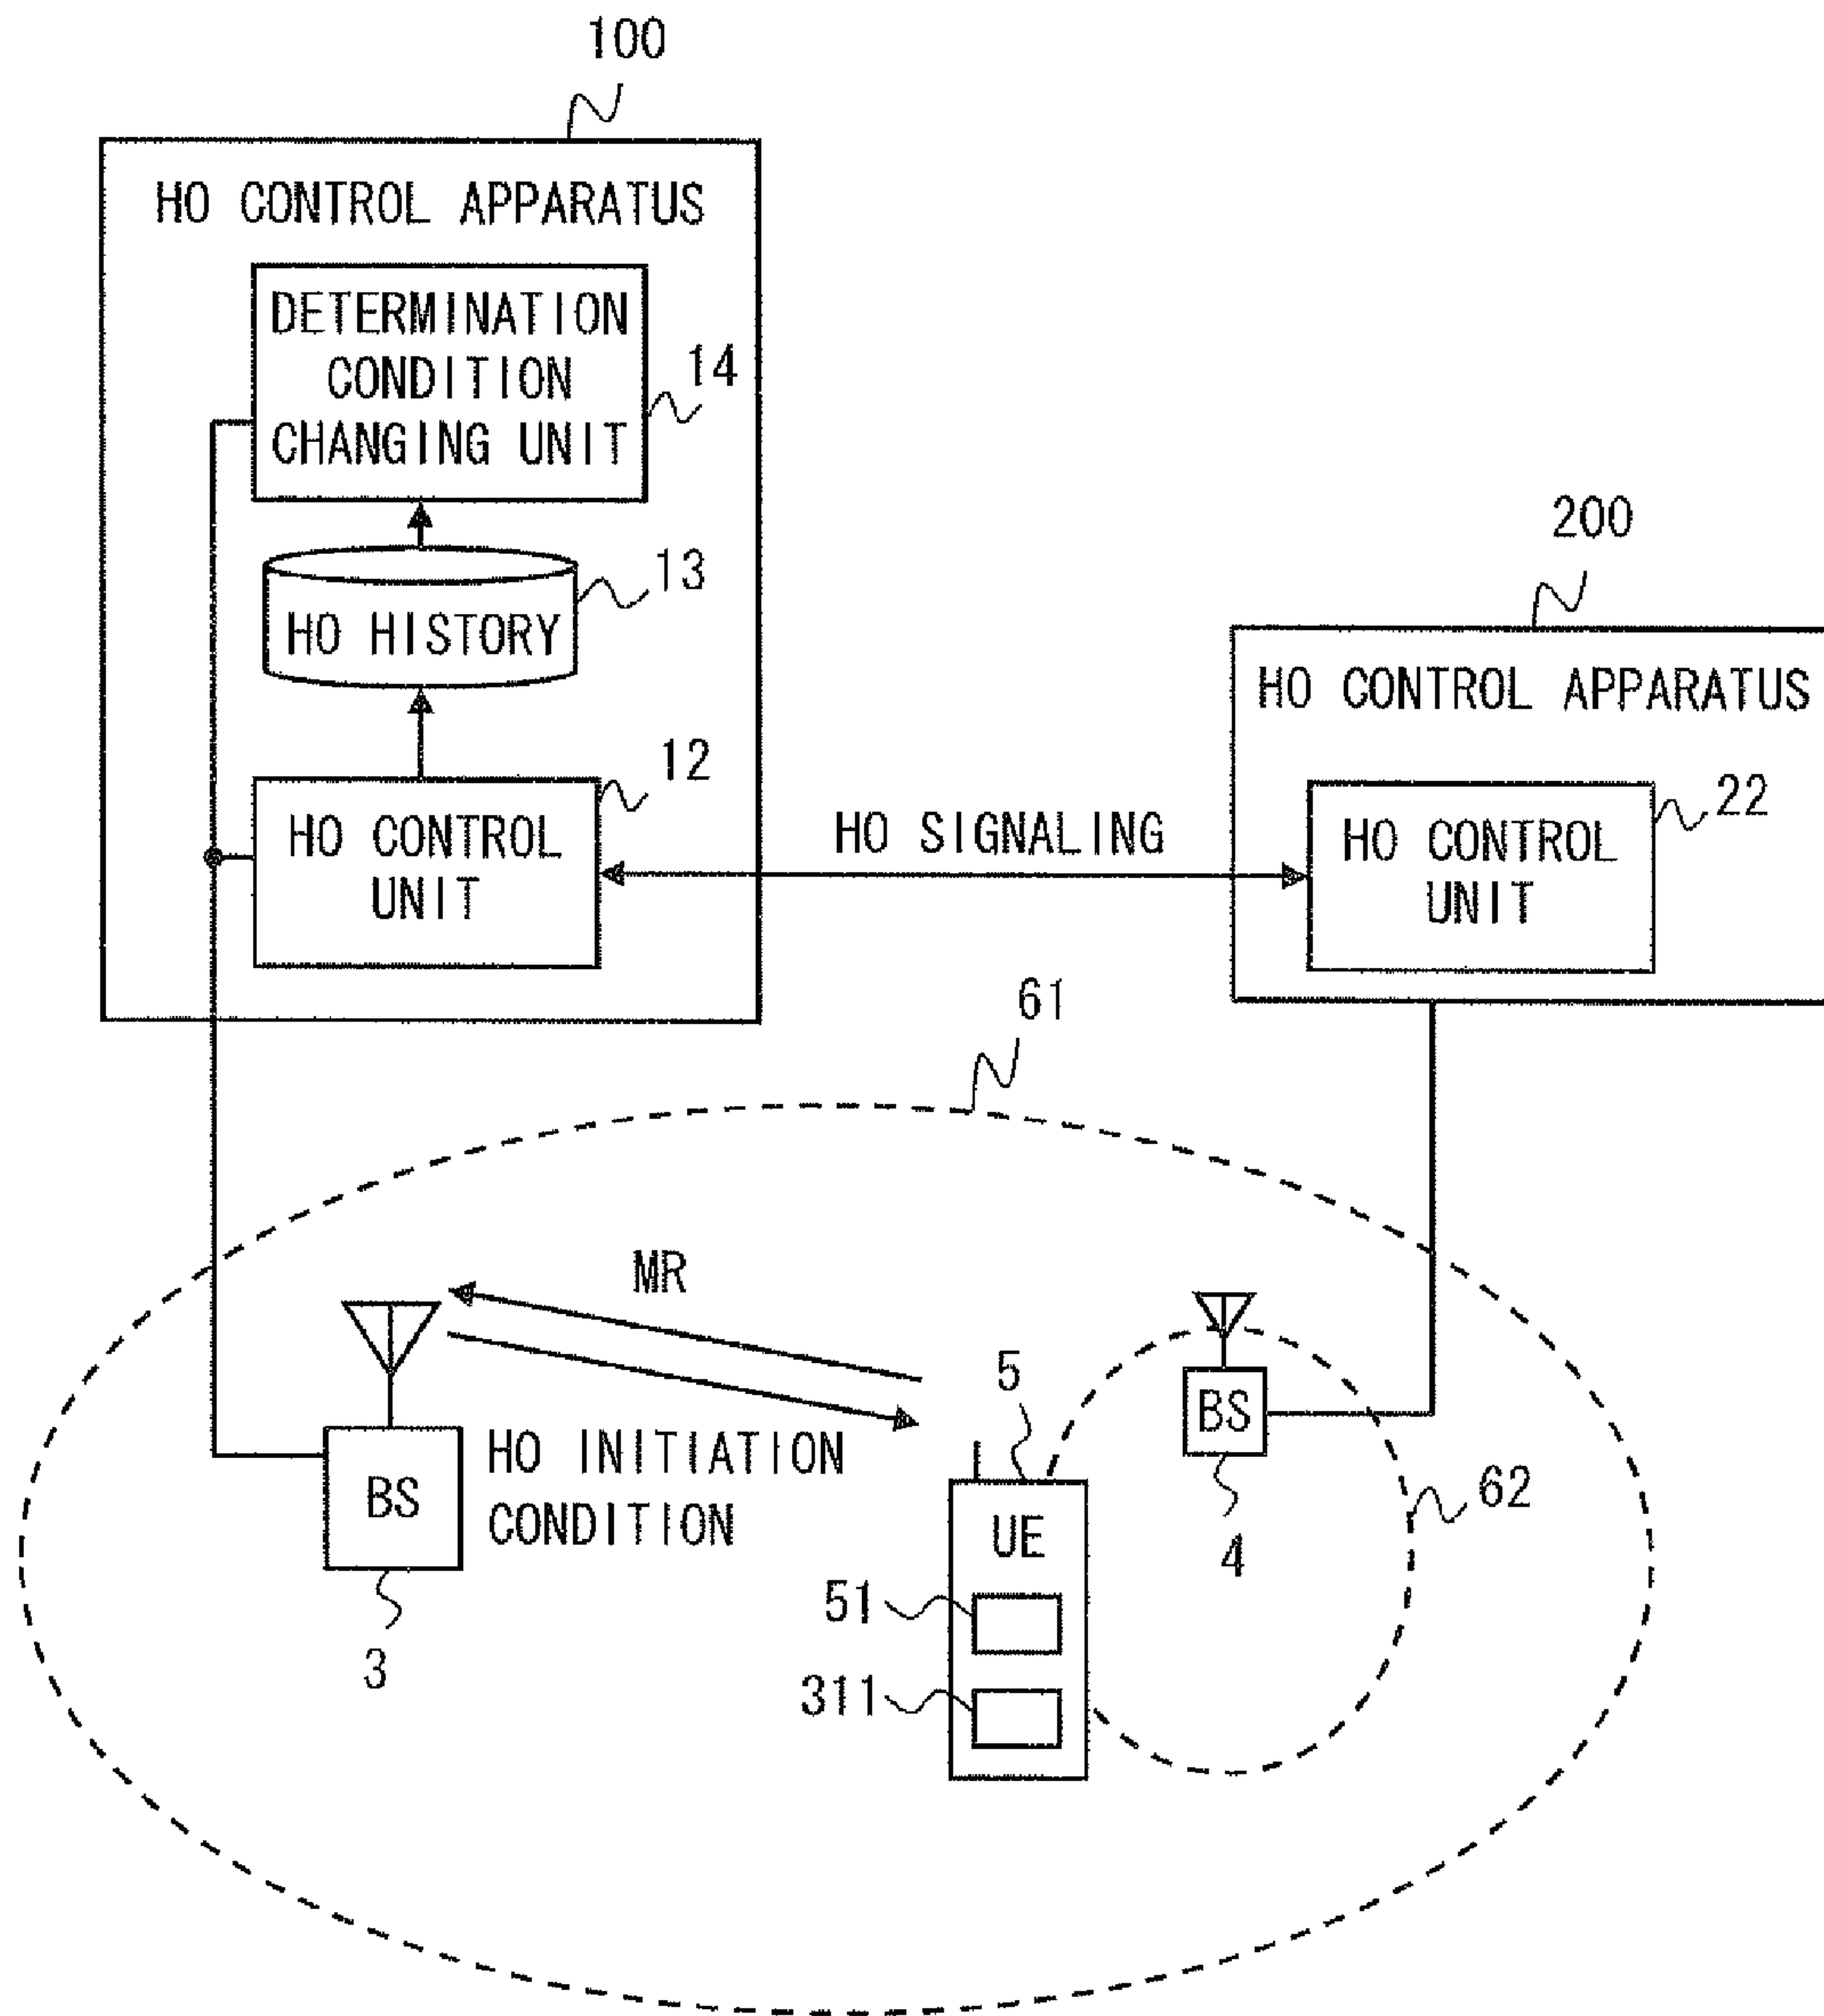 100
HO CONTROL APPARATUS
DETERMINATION
CONDITION
CHANGING UNIT
14
13
HO HISTORY
12
HO CONTROL
UNIT
HO SIGNALING
200
HO CONTROL APPARATUS
22
HO CONTROL
UNIT
61
MR
BS
HO INITIATION
CONDITION
3
5
UE
51
311
BS
4
62